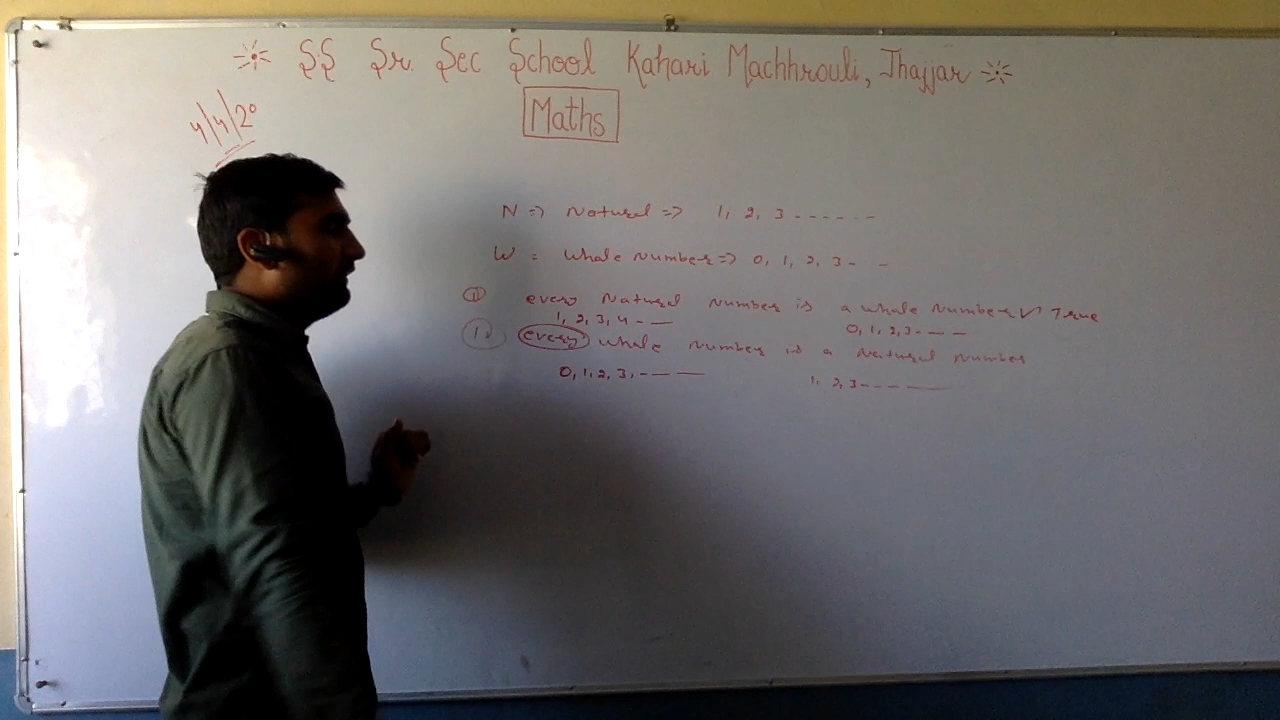 SS Sr. Sec School Kahari Machhrouli, Jhajjar
Maths
4/4/20
N => Natural => 1, 2, 3 ------
W = Whole Number => 0, 1, 2, 3 - -
(i) every Natural Number is a whole Number ✓ True
1, 2, 3, 4 - — 0, 1, 2, 3 - — —
(ii) every whole Number is a Natural Number
0, 1, 2, 3, - — — 1, 2, 3 - - - —